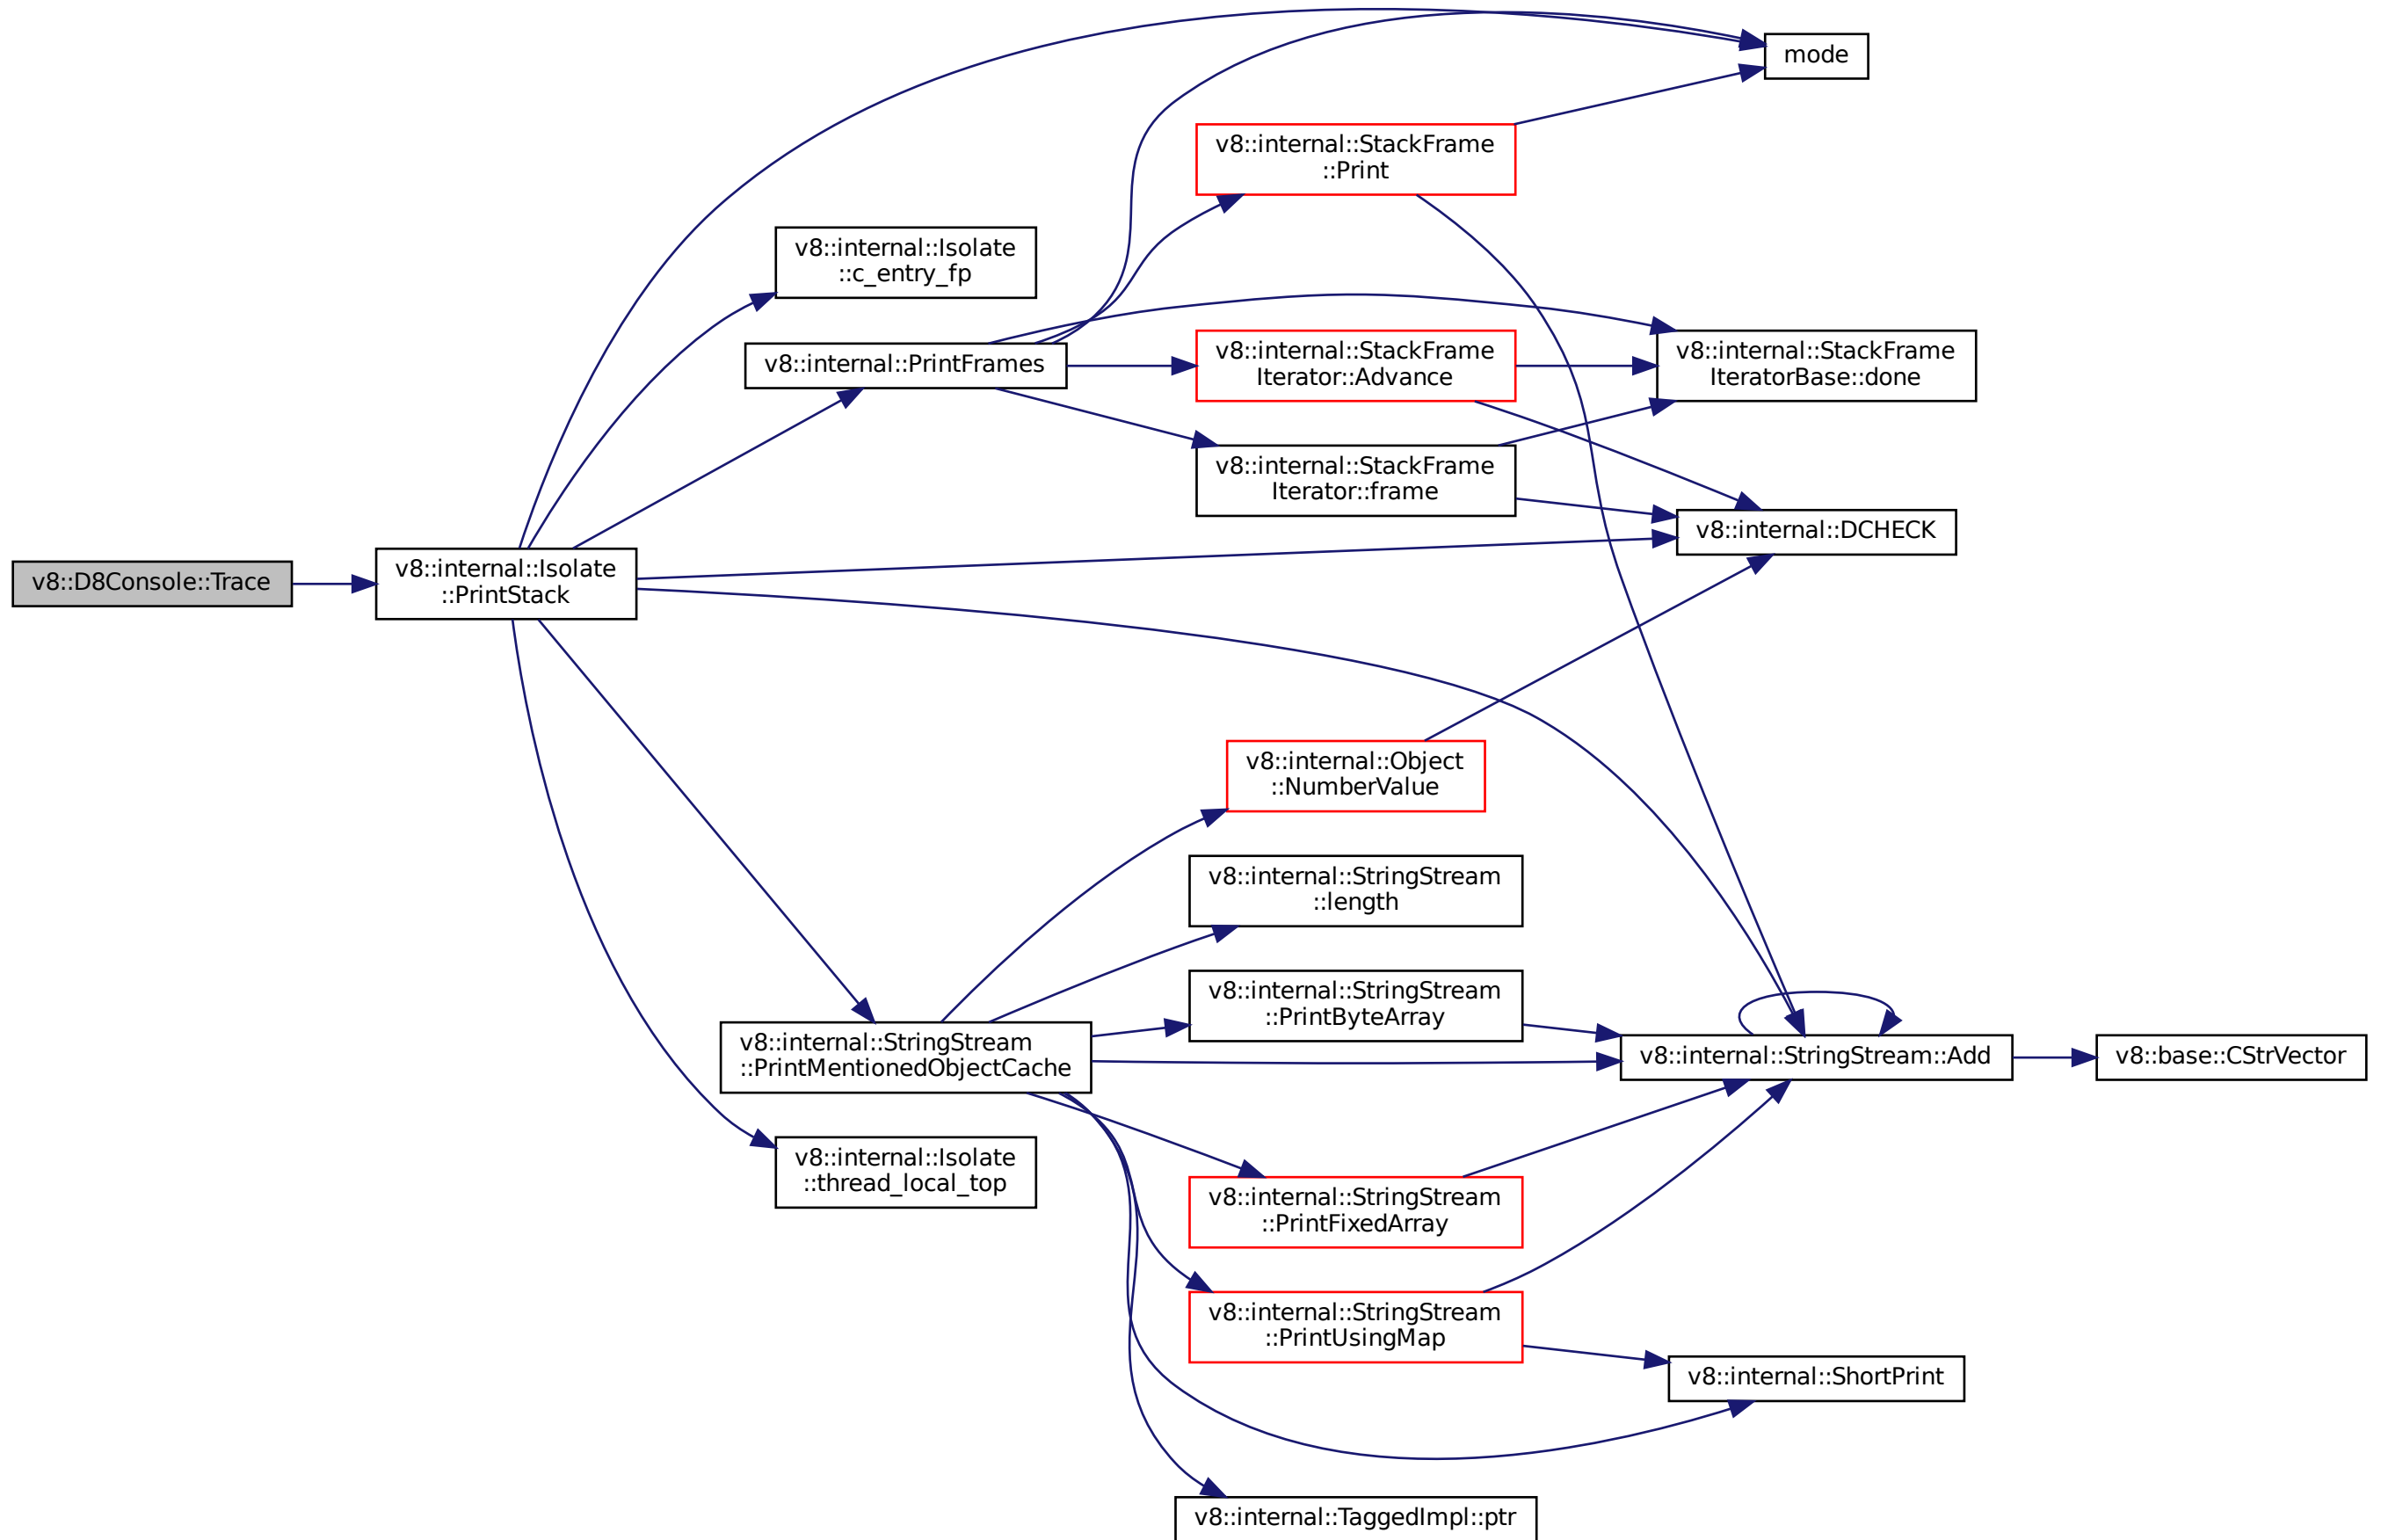 mode
v8::internal::StackFrame
::Print
v8::internal::Isolate
::c_entry_fp
v8::internal::PrintFrames
v8::internal::StackFrame
Iterator::Advance
v8::internal::StackFrame
IteratorBase::done
v8::internal::StackFrame
Iterator::frame
v8::internal::DCHECK
v8::D8Console::Trace
v8::internal::Isolate
::PrintStack
v8::internal::Object
::NumberValue
v8::internal::StringStream
::length
v8::internal::StringStream
::PrintByteArray
v8::internal::StringStream
::PrintMentionedObjectCache
v8::internal::StringStream::Add
v8::base::CStrVector
v8::internal::Isolate
::thread_local_top
v8::internal::StringStream
::PrintFixedArray
v8::internal::StringStream
::PrintUsingMap
v8::internal::ShortPrint
v8::internal::TaggedImpl::ptr